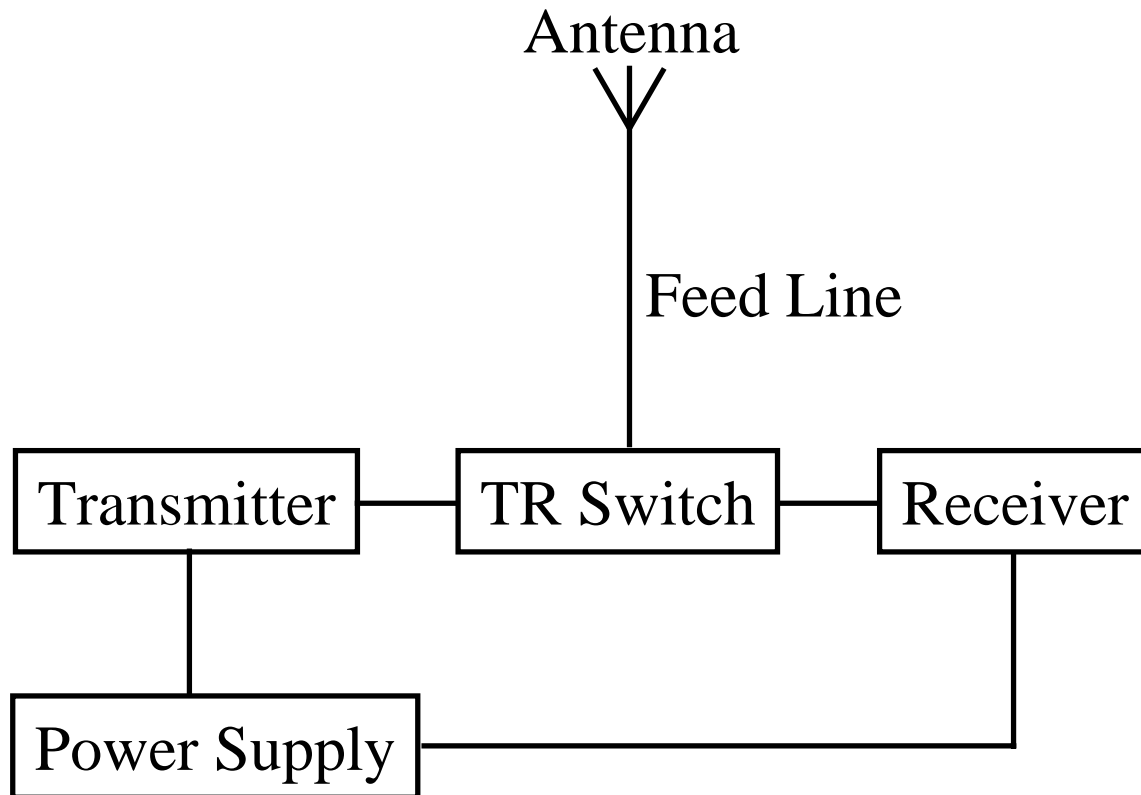 Antenna
Feed Line
Transmitter
TR Switch
Receiver
Power Supply